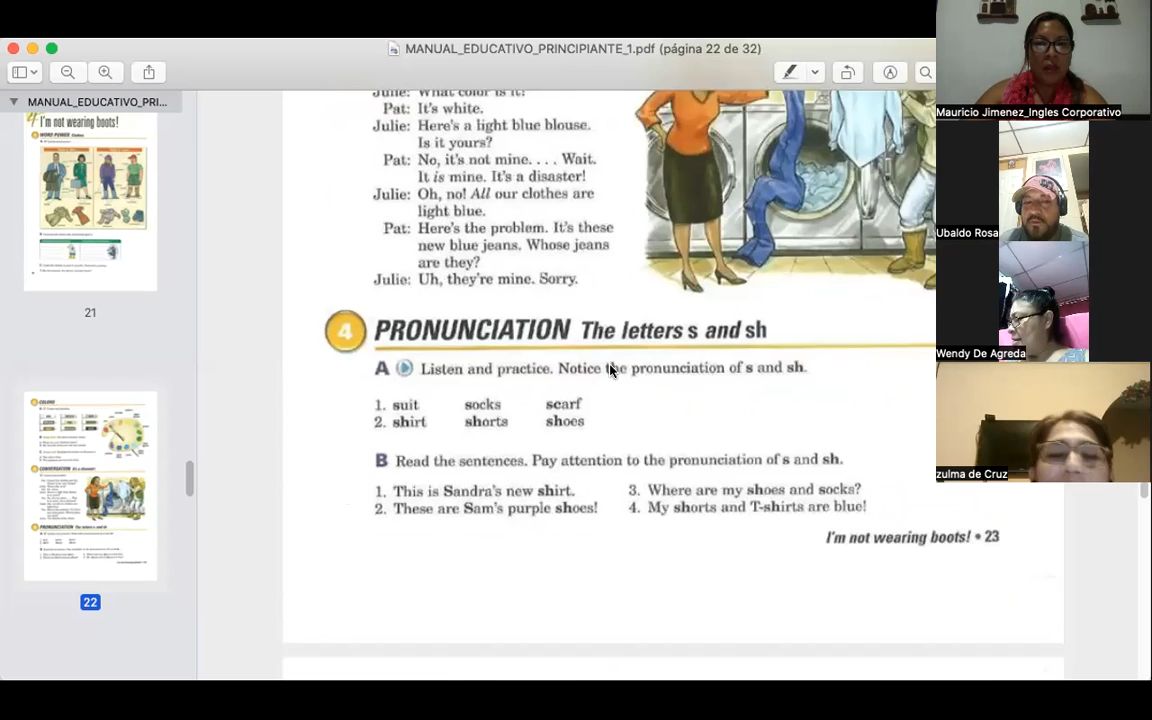 MANUAL_EDUCATIVO_PRINCIPIANTE_1.pdf (página 22 de 32)
MANUAL_EDUCATIVO_PRI...
I'm not wearing boots!
21
22
Julie: What color is it?
Pat: It's white.
Julie: Here's a light blue blouse.
Is it yours?
Pat: No, it's not mine. . . . Wait.
It is mine. It's a disaster!
Julie: Oh, no! All our clothes are
light blue.
Pat: Here's the problem. It's these
new blue jeans. Whose jeans
are they?
Julie: Uh, they're mine. Sorry.
4 PRONUNCIATION The letters s and sh
A Listen and practice. Notice the pronunciation of s and sh.
1. suit socks scarf
2. shirt shorts shoes
B Read the sentences. Pay attention to the pronunciation of s and sh.
1. This is Sandra's new shirt.
2. These are Sam's purple shoes!
3. Where are my shoes and socks?
4. My shorts and T-shirts are blue!
I'm not wearing boots! • 23
Mauricio Jimenez_Ingles Corporativo
Ubaldo Rosa
Wendy De Agreda
zulma de Cruz